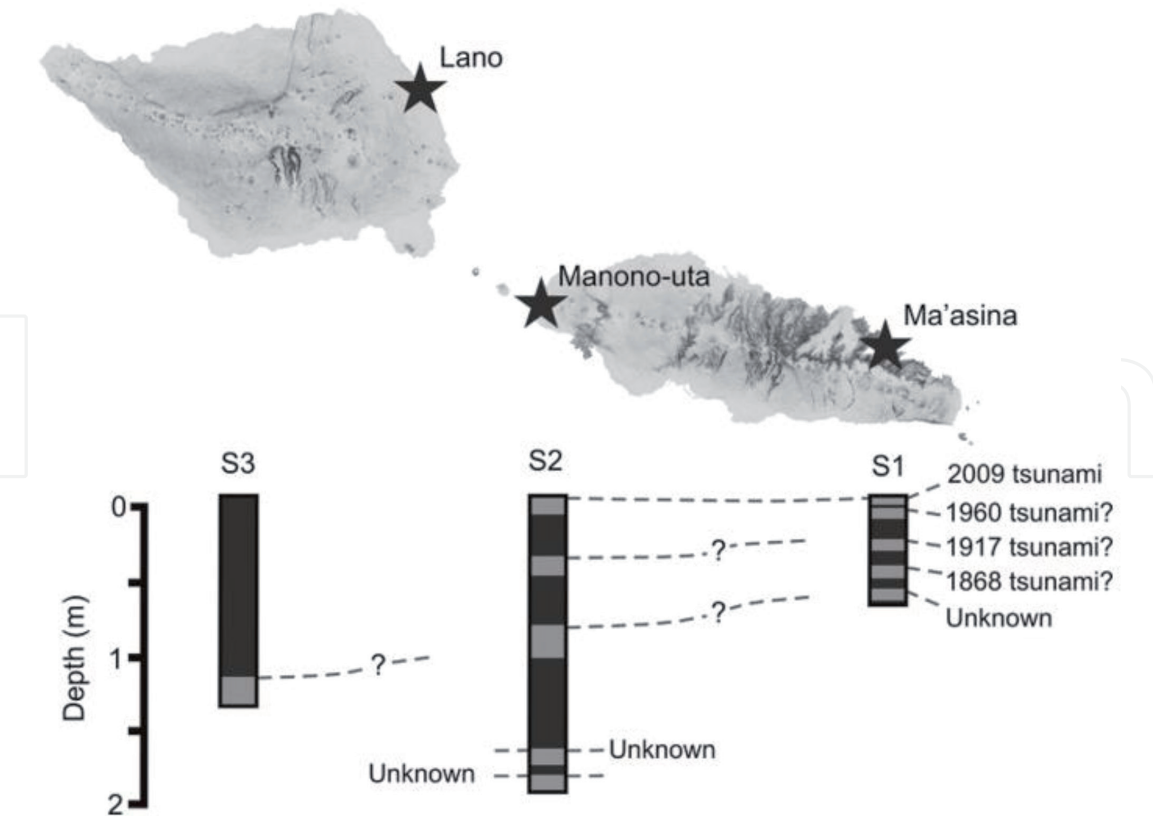 Lano
Manono-uta
Ma'asina
S3
S2
S1
2009 tsunami
0
1960 tsunami?
?
1917 tsunami?
1868 tsunami?
?
Unknown
Depth (m)
1
?
Unknown
Unknown
2